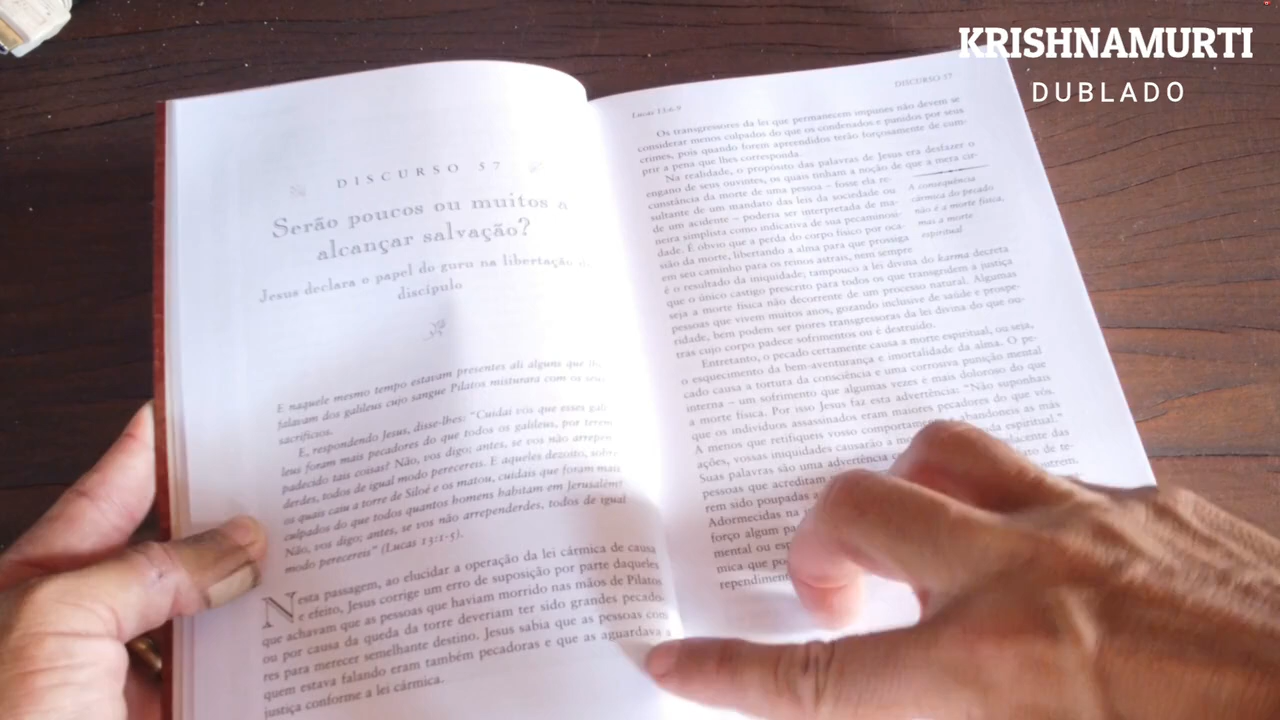 KRISHNAMURTI
DUBLADO
DISCURSO 57
Serão poucos ou muitos a
alcançar salvação?
Jesus declara o papel do guru na libertação
discípulo
E naquele mesmo tempo estavam presentes ali alguns que
falavam dos galileus cujo sangue Pilatos misturara com os seus
sacrifícios.
E, respondendo Jesus, disse-lhes: "Cuidai vós que esses
leus foram mais pecadores do que todos os galileus, por terem
padecido tais coisas? Não, vos digo; antes, se vos não arrepen-
derdes, todos de igual modo perecereis. E aqueles dezoito, sobre
os quais caiu a torre de Siloé e os matou, cuidais que foram mais
culpados do que todos quantos homens habitam em Jerusalém?
Não, vos digo; antes, se vos não arrependerdes, todos de igual
modo perecereis" (Lucas 13:1-5).
Nesta passagem, ao elucidar a operação da lei cármica de causa
e efeito, Jesus corrige um erro de suposição por parte daqueles
que achavam que as pessoas que haviam morrido nas mãos de Pilatos
ou por causa da queda da torre deveriam ter sido grandes pecado-
res para merecer semelhante destino. Jesus sabia que as pessoas com
quem estava falando eram também pecadoras e que as aguardava a
justiça conforme a lei cármica.
Lucas 13:6-9
DISCURSO 57
Os transgressores da lei que permanecem impunes não devem se
considerar menos culpados do que os condenados e punidos por seus
crimes, pois quando forem apreendidos terão forçosamente de cum-
prir a pena que lhes corresponda.
Na realidade, o propósito das palavras de Jesus era desfazer o
engano de seus ouvintes, os quais tinham a noção de que a mera cir-
cunstância da morte de uma pessoa – fosse ela re-
sultante de um mandato das leis da sociedade ou
de um acidente – poderia ser interpretada de ma-
neira simplista como indicativa de sua pecaminosi-
dade. É óbvio que a perda do corpo físico por oca-
sião da morte, libertando a alma para que prossiga
em seu caminho para os reinos astrais, nem sempre
é o resultado da iniquidade; tampouco a lei divina do karma decreta
que o único castigo prescrito para todos os que transgridem a justiça
seja a morte física não decorrente de um processo natural. Algumas
pessoas que vivem muitos anos, gozando inclusive de saúde e prospe-
ridade, bem podem ser piores transgressoras da lei divina do que ou-
tras cujo corpo padece sofrimentos ou é destruído.
A consequência
cármica do pecado
não é a morte física,
mas a morte
espiritual
Entretanto, o pecado certamente causa a morte espiritual, ou seja,
o esquecimento da bem-aventurança e imortalidade da alma. O pe-
cado causa a tortura da consciência e uma corrosiva punição mental
interna – um sofrimento que algumas vezes é mais doloroso do que
a morte física. Por isso Jesus faz esta advertência: "Não suponhais
que os indivíduos assassinados eram maiores pecadores do que vós.
A menos que retifiqueis vosso comportamento abandoneis as más
ações, vossas iniquidades causarão a espiritual."
Suas palavras são uma advertência
pessoas que acreditam de te-
rem sido poupadas
Adormecidas na
forço algum
mental ou
mica que
rependiment